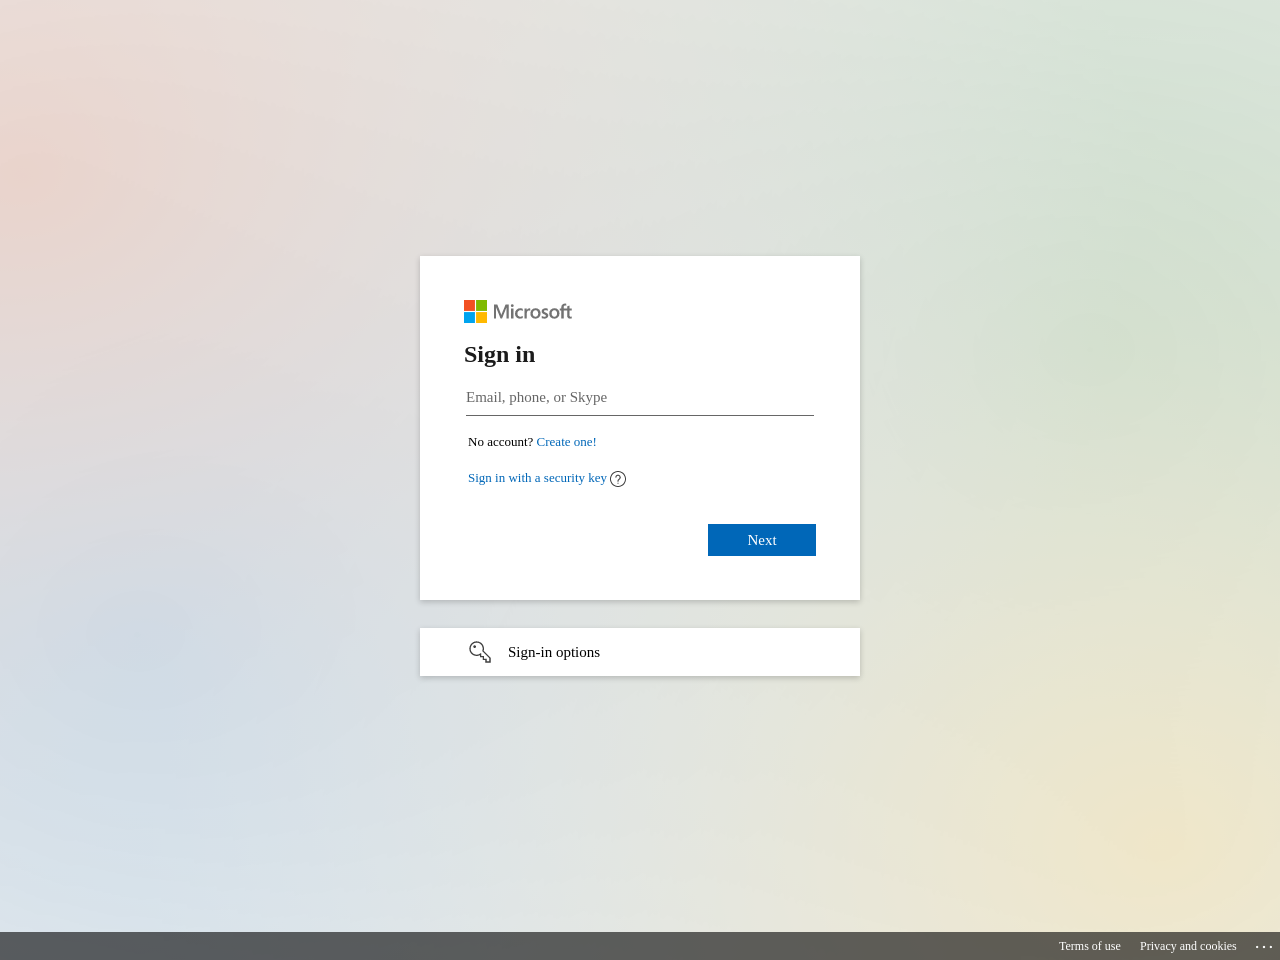 Microsoft
Sign in
Email, phone, or Skype
No account? Create one!
Sign in with a security key
Next
Sign-in options
Terms of use Privacy and cookies ...